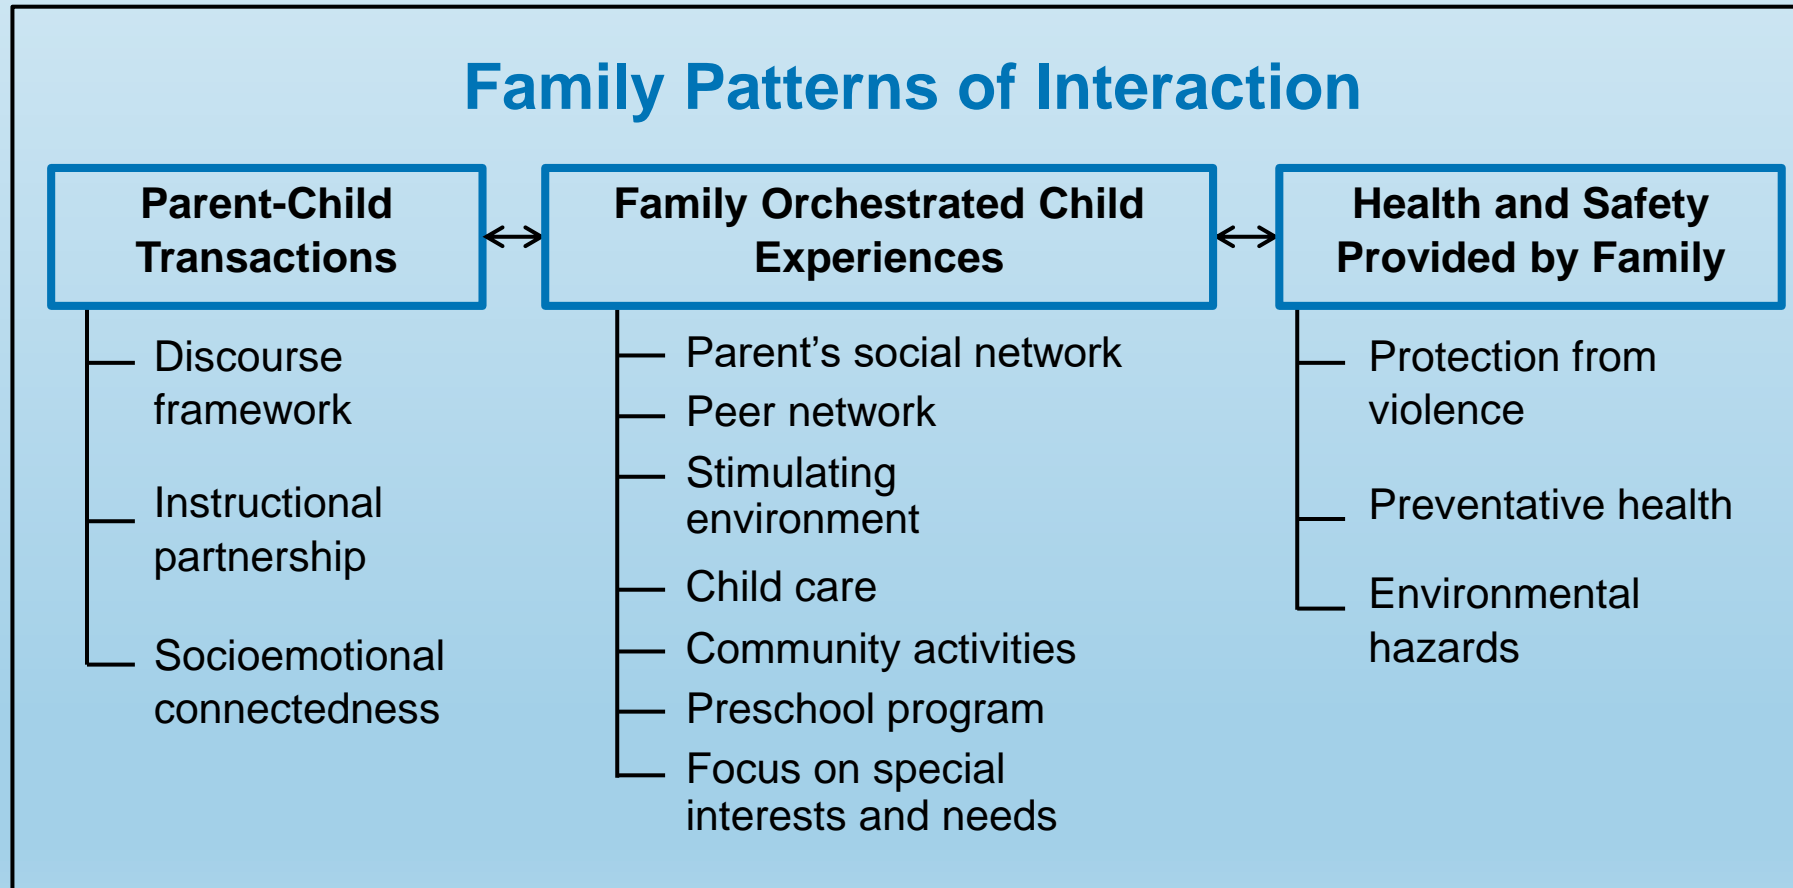 Family Patterns of Interaction
Parent-Child
Transactions
Discourse
framework
Instructional
partnership
Socioemotional
connectedness
Family Orchestrated Child
Experiences
Parent’s social network
Peer network
Stimulating
environment
Child care
Community activities
Preschool program
Focus on special
interests and needs
Health and Safety
Provided by Family
Protection from
violence
Preventative health
Environmental
hazards